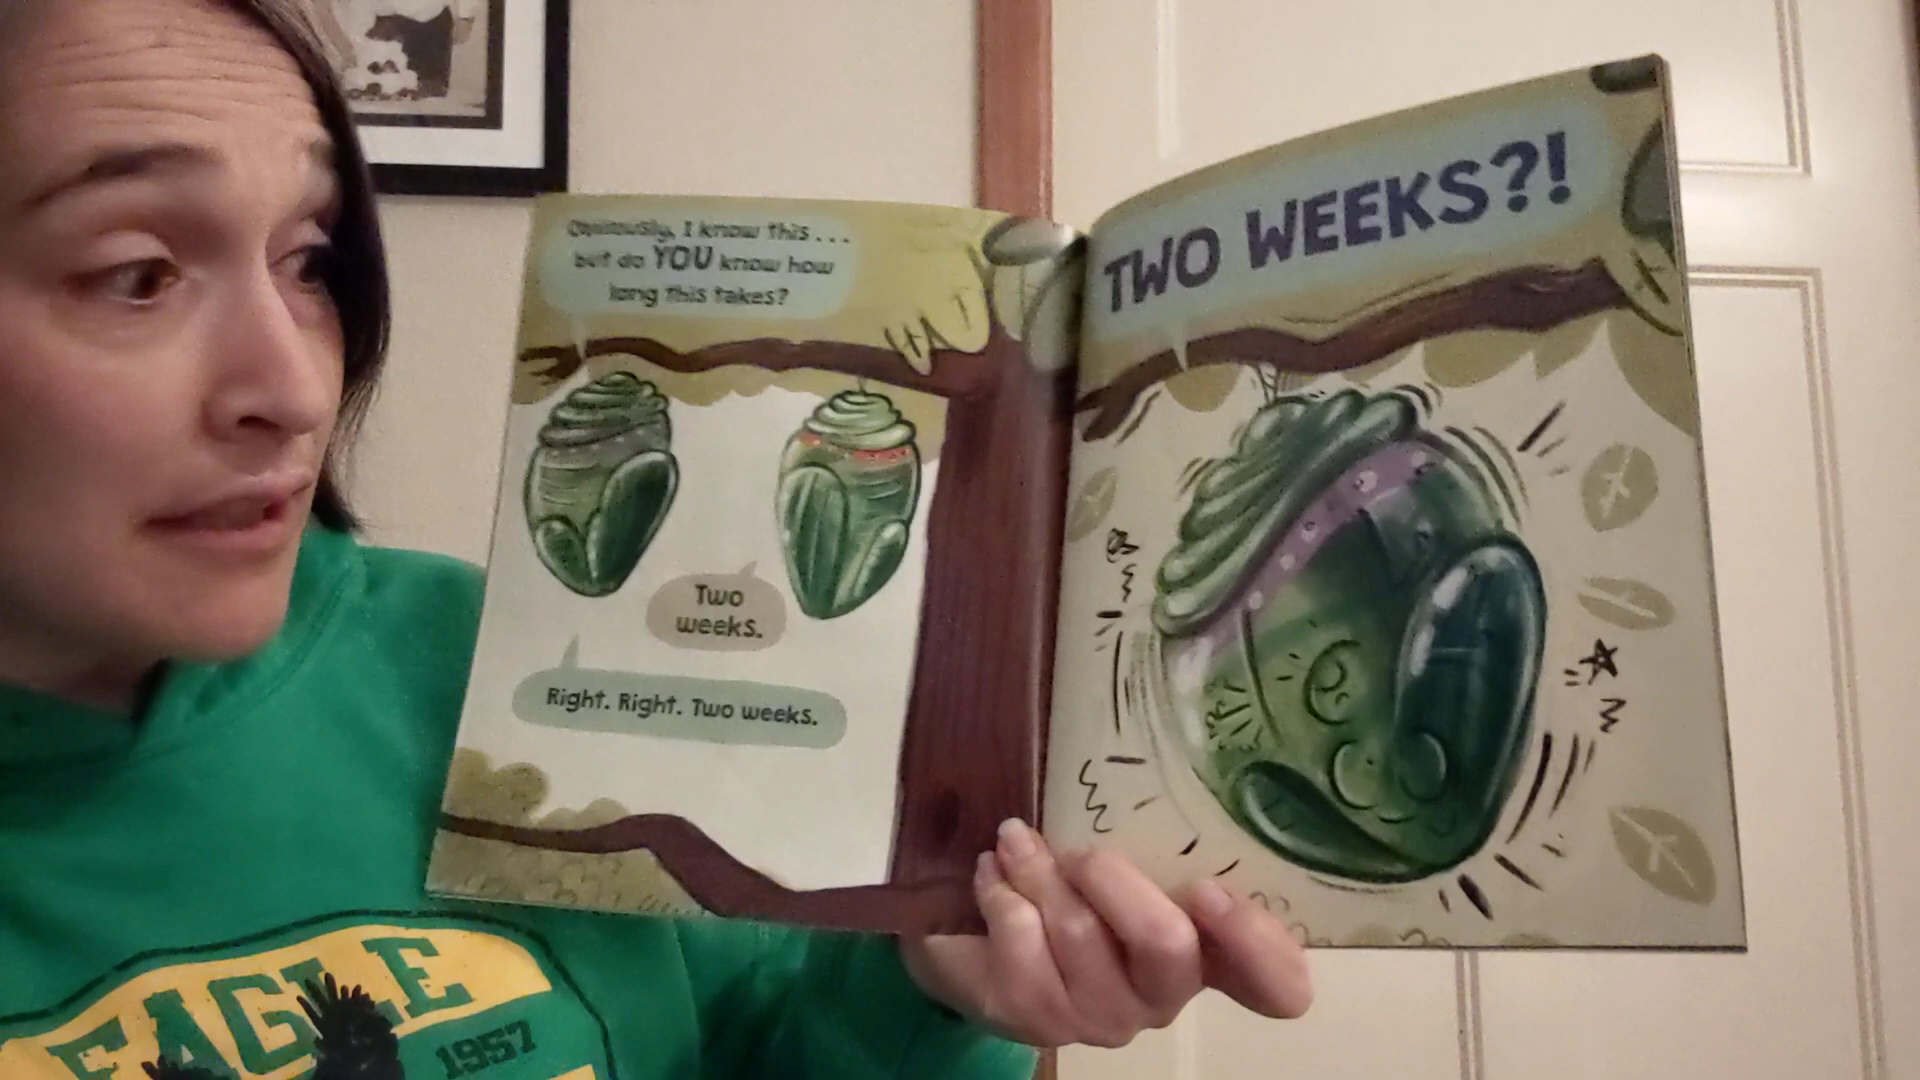 Obviously, I know this...
but do YOU know how
long this takes?
Two
weeks.
Right. Right. Two weeks.
TWO WEEKS?!
EAGLE
1957